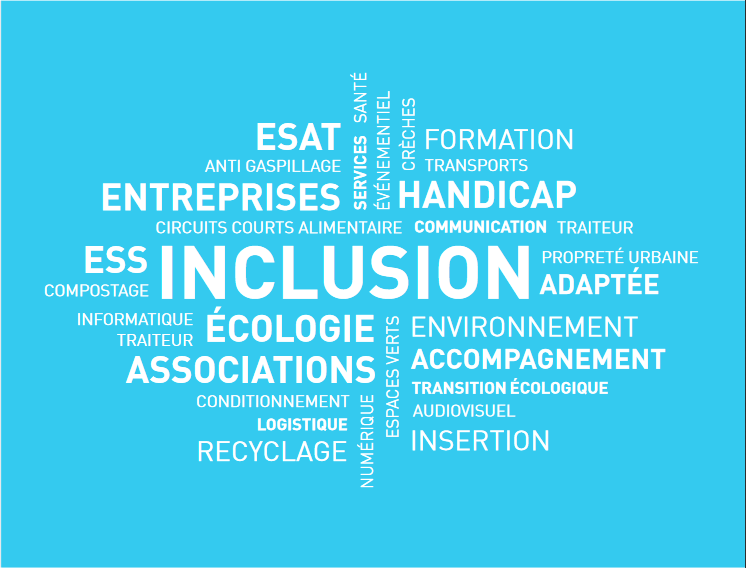 SANTÉ
ÉVÉNEMENTIEL
CRÈCHES
SERVICES
ESAT
FORMATION
ANTI GASPILLAGE
TRANSPORTS
ENTREPRISES
HANDICAP
CIRCUITS COURTS ALIMENTAIRE
COMMUNICATION
TRAITEUR
ESS
INCLUSION
PROPRETÉ URBAINE
COMPOSTAGE
ADAPTÉE
INFORMATIQUE
ÉCOLOGIE
ENVIRONNEMENT
TRAITEUR
ESPACES VERTS
ASSOCIATIONS
ACCOMPAGNEMENT
TRANSITION ÉCOLOGIQUE
CONDITIONNEMENT
AUDIOVISUEL
LOGISTIQUE
NUMÉRIQUE
RECYCLAGE
INSERTION